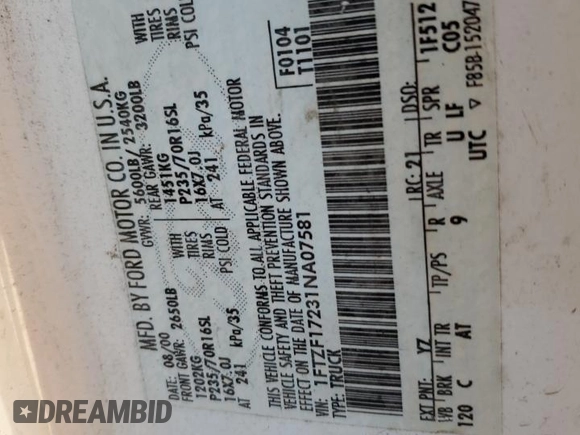 MFD. BY FORD MOTOR CO. IN U.S.A.
DATE: 08/00 GVWR: 5600LB / 2540KG
FRONT GAWR: 2650LB REAR GAWR: 3200LB
1202KG WITH 1451KG WITH
P235/70R16SL TIRES P235/70R16SL TIRES
16X7.0J RIMS 16X7.0J RIMS
AT 241 kPa/35 PSI COLD AT 241 kPa/35 PSI COLD
THIS VEHICLE CONFORMS TO ALL APPLICABLE FEDERAL MOTOR
VEHICLE SAFETY AND THEFT PREVENTION STANDARDS IN
EFFECT ON THE DATE OF MANUFACTURE SHOWN ABOVE.
VIN: 1FTZF17231NA07581 F0104
TYPE: TRUCK T1101
EXT PNT: YZ RC: 21 DSO: 1F512
WB BRK INT TR TP/PS R AXLE TR SPR C05
120 C AT 9 U LF
UTC ▽ F85B-152047
DREAMBID